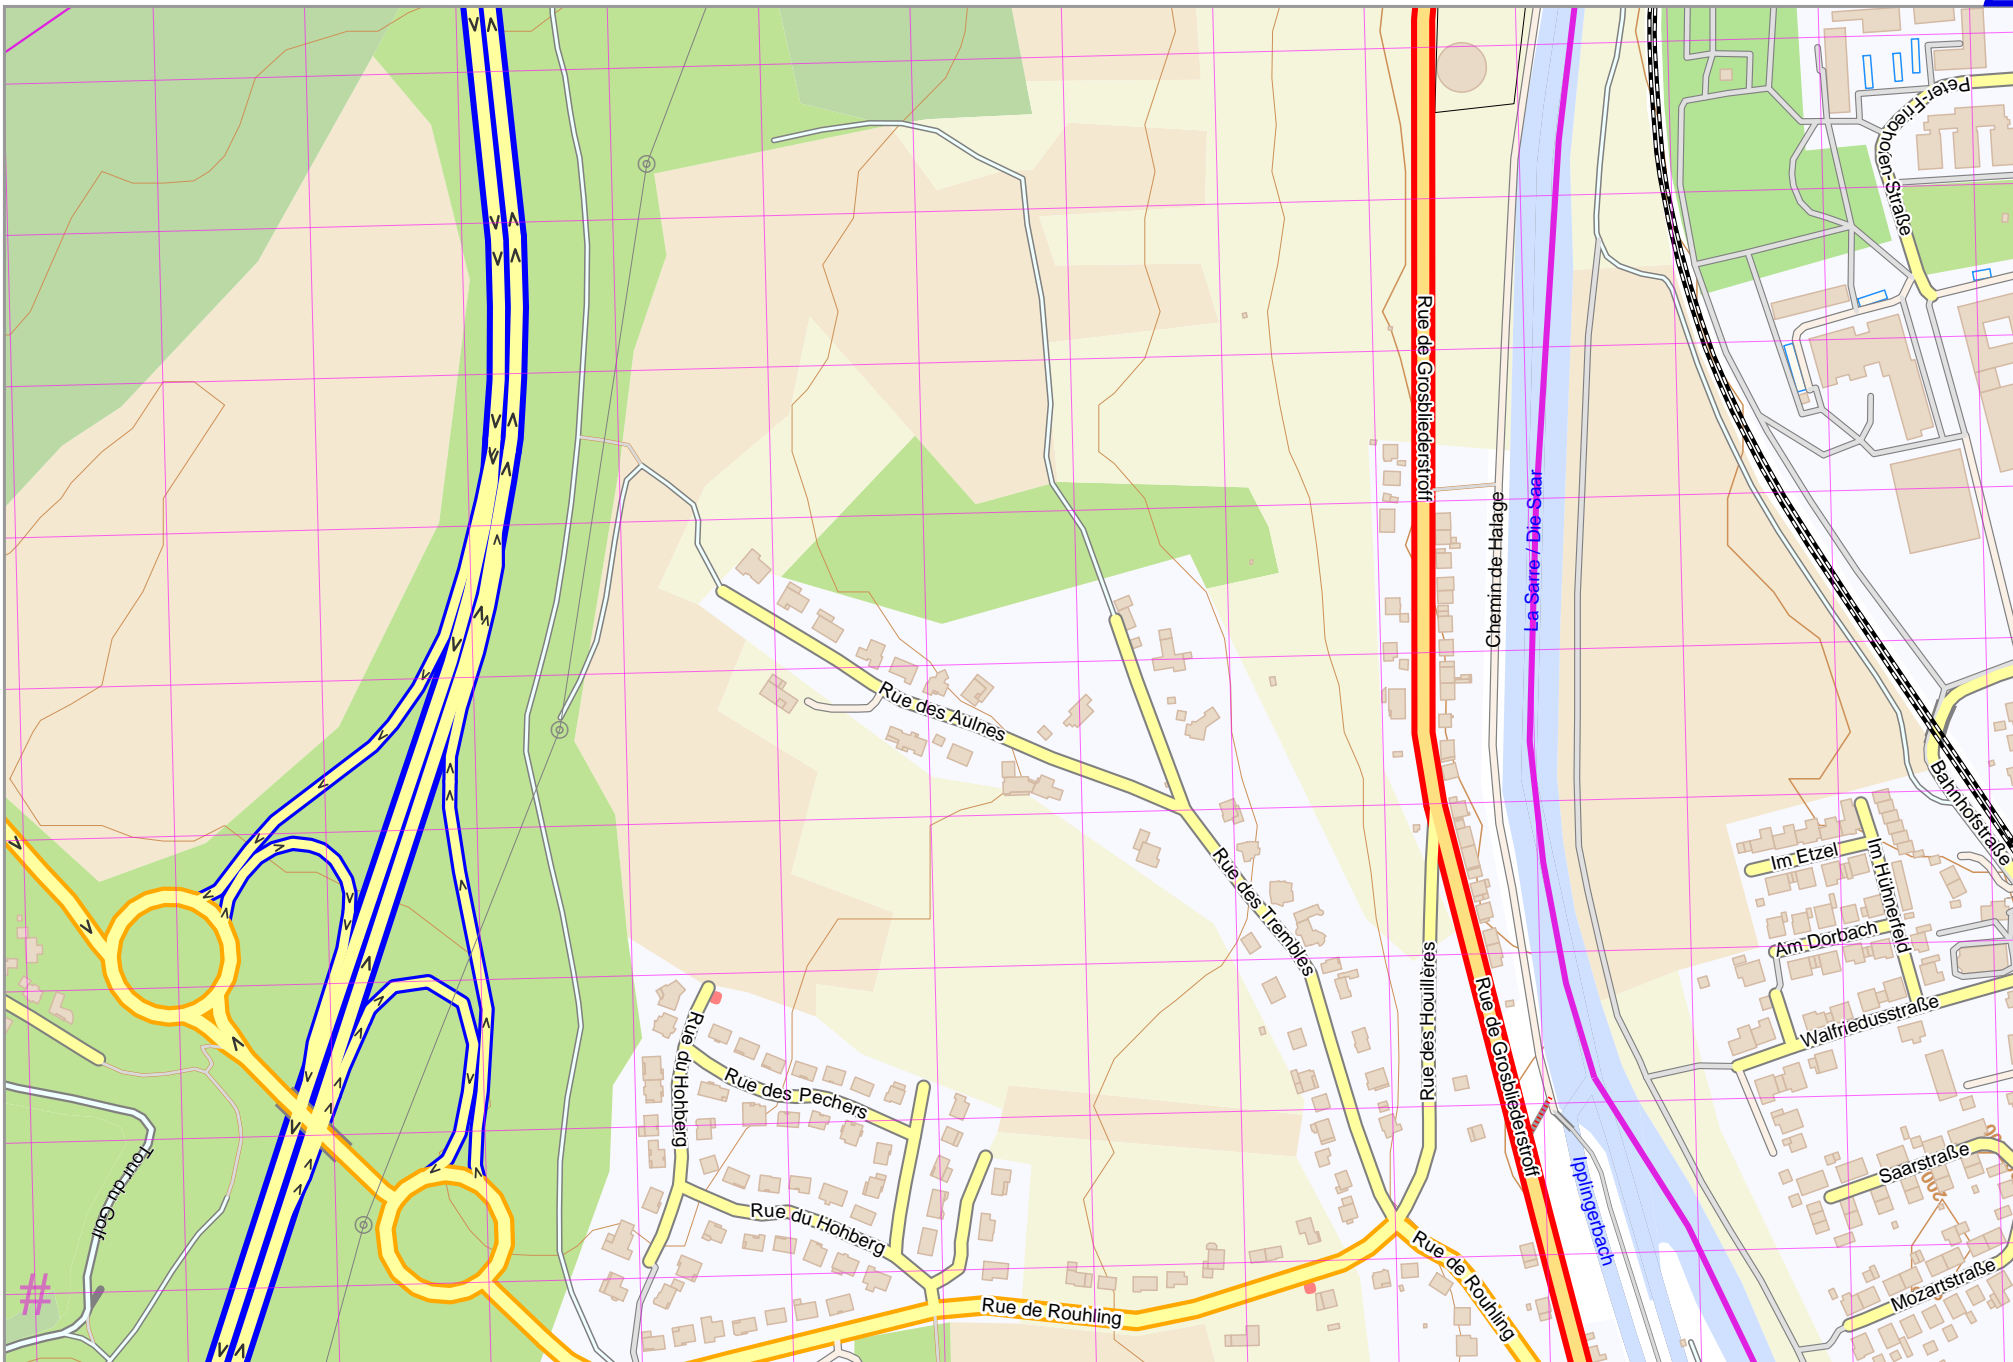 Peter-Friedhofen-Straße
Rue de Grosbliederstroff
Chemin de Halage
La Sarre / Die Saar
Rue des Aulnes
Bahnhofstraße
Im Etzel
Im Hühnerfeld
Rue des Trembles
Am Dorbach
Rue des Houillères
Rue de Grosbliederstroff
Walfriedusstraße
Rue du Hohberg
Rue des Pechers
Tour du Golf
Ipplingerbach
Saarstraße
200
Rue du Hohberg
Rue de Rouhling
Mozartstraße
#
Rue de Rouhling